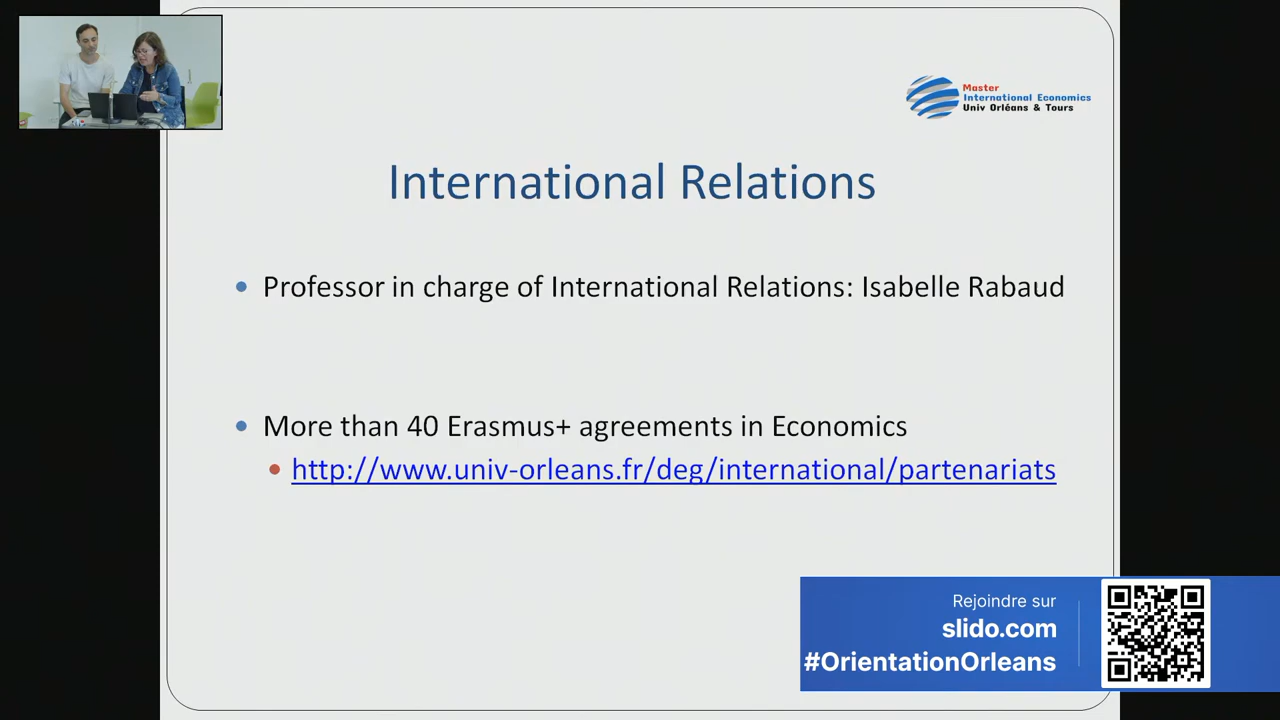 Master
International Economics
Univ Orléans & Tours
International Relations
Professor in charge of International Relations: Isabelle Rabaud
More than 40 Erasmus+ agreements in Economics
http://www.univ-orleans.fr/deg/international/partenariats
Rejoindre sur
slido.com
#OrientationOrleans